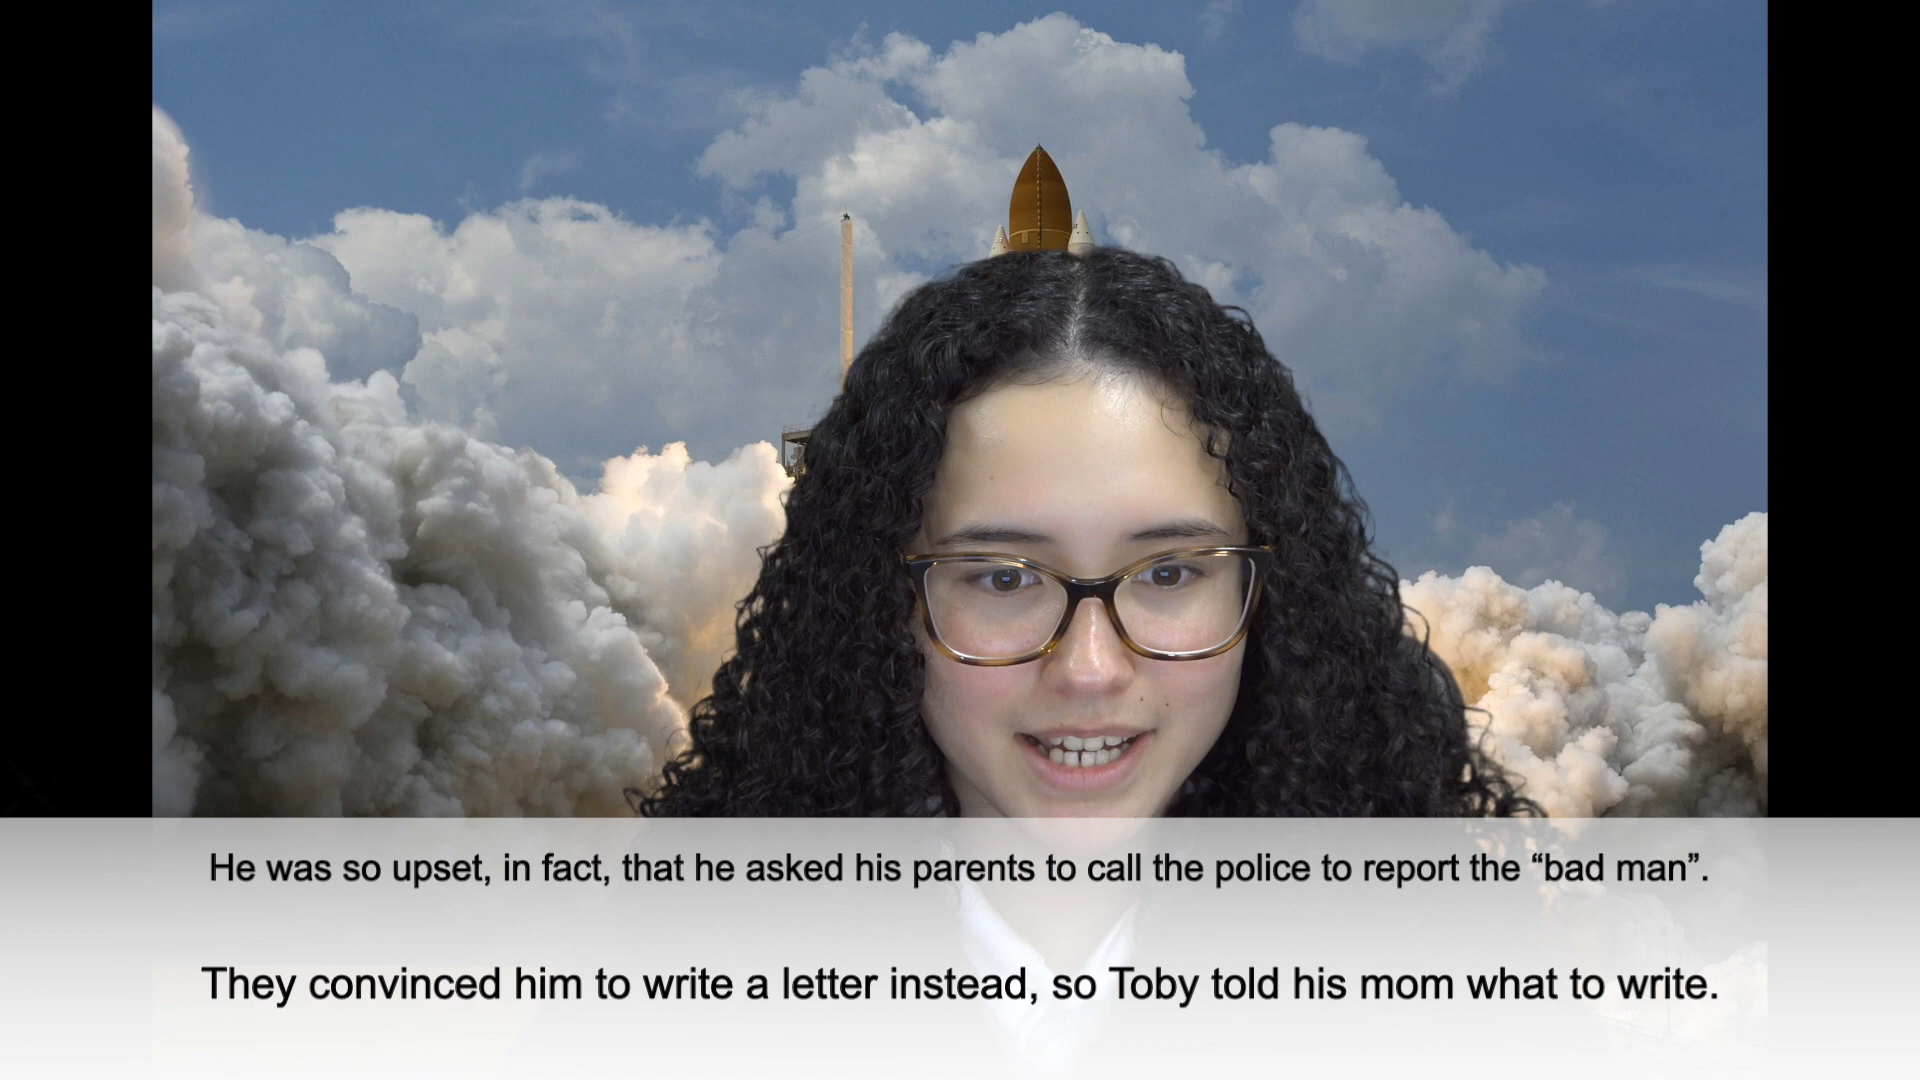 He was so upset, in fact, that he asked his parents to call the police to report the “bad man”.
They convinced him to write a letter instead, so Toby told his mom what to write.